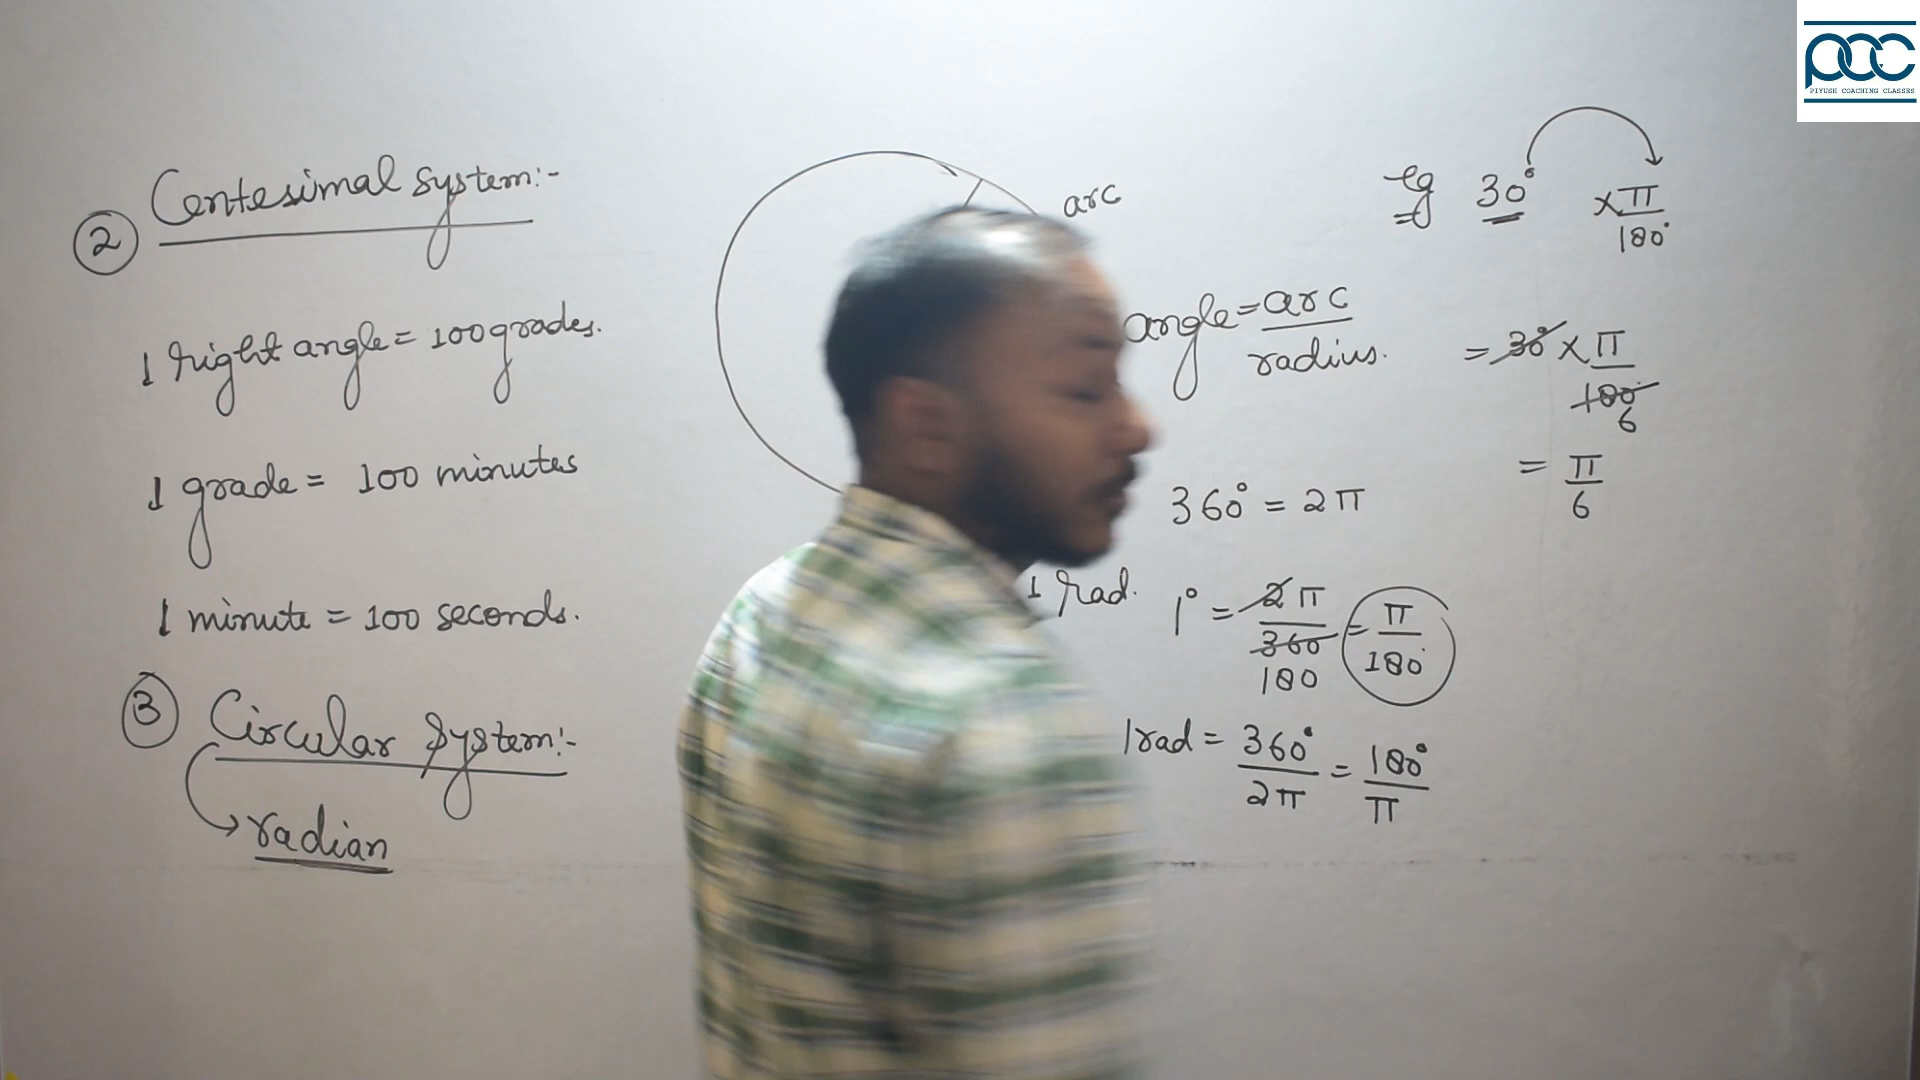 ② Centesimal system:-
1 right angle = 100 grades.
1 grade = 100 minutes
1 minute = 100 seconds.
③ Circular system:-
radian
arc
angle = arc / radius.
360° = 2π
1 rad.
1° = 2π / 360 180 = π / 180
1 rad = 360° / 2π = 180° / π
eg 30° × π / 180°
= 30° × π / 180° 6
= π / 6
PCC
PIYUSH COACHING CLASSES